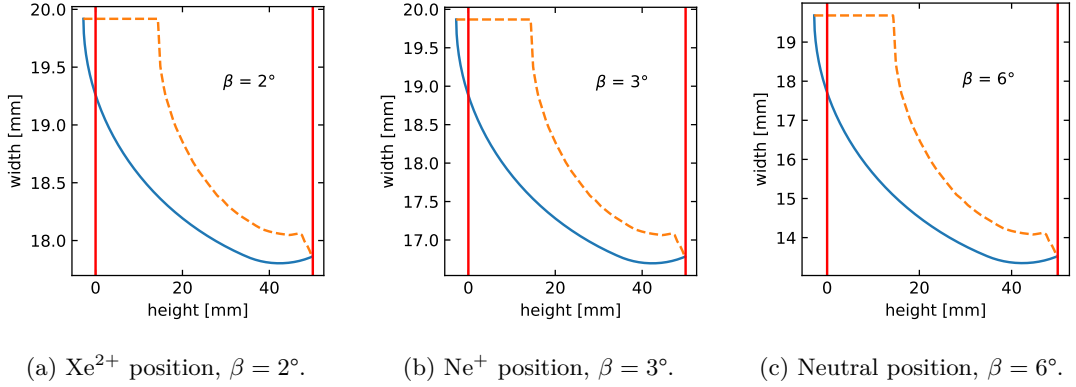 20.0
19.5
19.0
18.5
18.0
width [mm]
0
20
40
height [mm]
β = 2°
20.0
19.5
19.0
18.5
18.0
17.5
17.0
width [mm]
0
20
40
height [mm]
β = 3°
19
18
17
16
15
14
width [mm]
0
20
40
height [mm]
β = 6°
(a) Xe²⁺ position, β = 2°.
(b) Ne⁺ position, β = 3°.
(c) Neutral position, β = 6°.